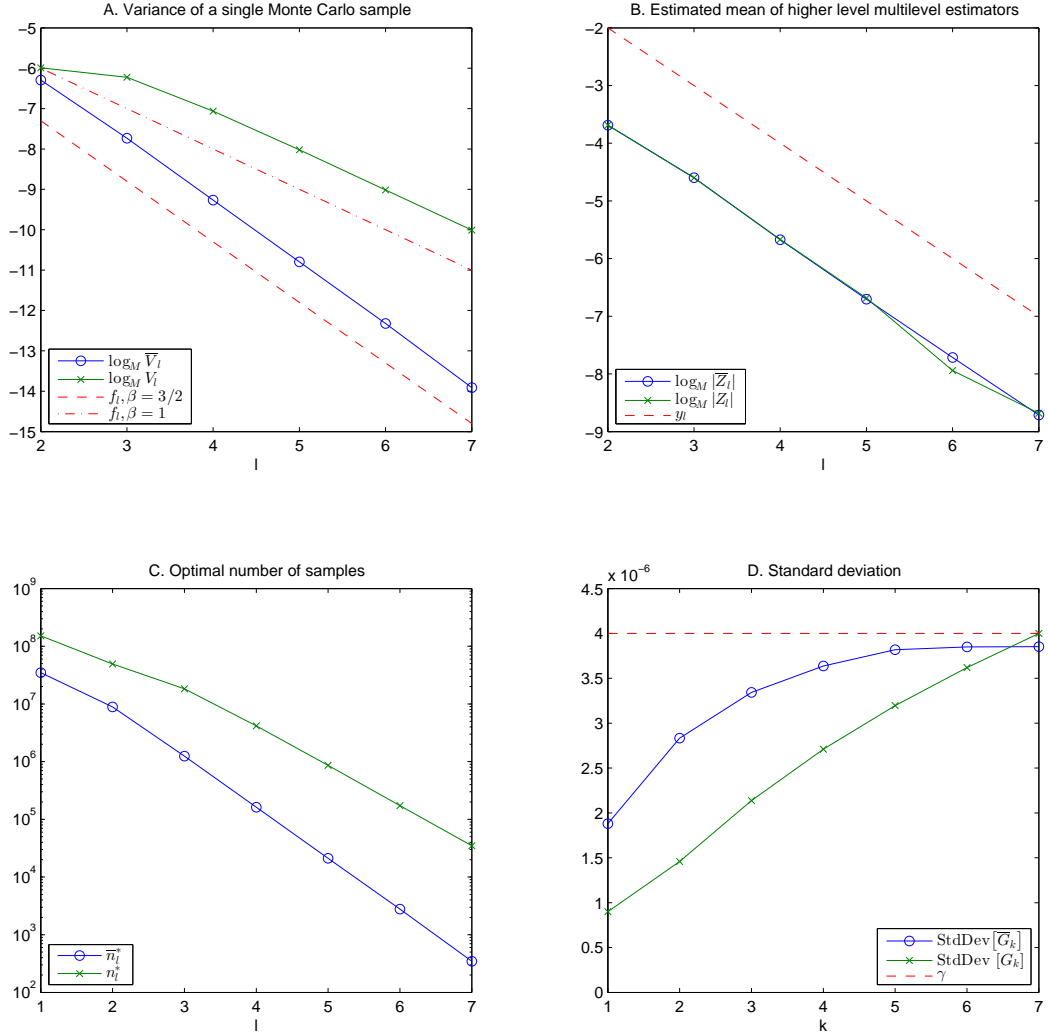 A. Variance of a single Monte Carlo sample
−5
−6
−7
−8
−9
−10
−11
−12
−13
−14
−15
2 3 4 5 6 7
l
log_M V̅_l
log_M V_l
f_l, β = 3/2
f_l, β = 1
B. Estimated mean of higher level multilevel estimators
−2
−3
−4
−5
−6
−7
−8
−9
2 3 4 5 6 7
l
log_M |Z̅_l|
log_M |Z_l|
y_l
C. Optimal number of samples
10^9
10^8
10^7
10^6
10^5
10^4
10^3
10^2
1 2 3 4 5 6 7
l
n̅_l^*
n_l^*
D. Standard deviation
x 10^−6
4.5
4
3.5
3
2.5
2
1.5
1
0.5
0
1 2 3 4 5 6 7
k
StdDev [G̅_k]
StdDev [G_k]
γ